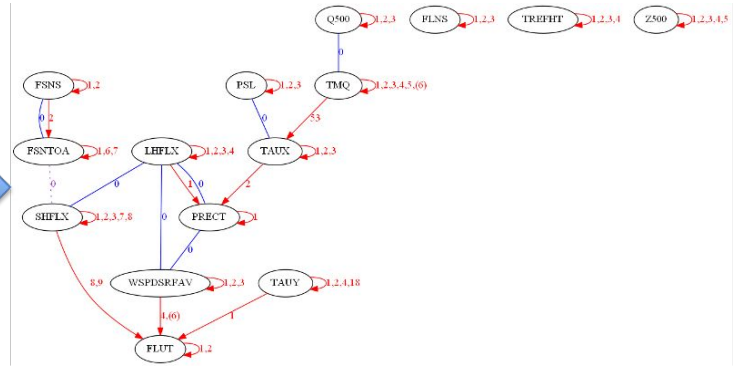 Q500 1,2,3 FLNS 1,2,3 TREFHT 1,2,3,4 Z500 1,2,3,4,5
0
FSNS 1,2 PSL 1,2,3 TMQ 1,2,3,4,5,(6)
0 2 0 53
FSNTOA 1,6,7 LHFLX 1,2,3,4 TAUX 1,2,3
0 0 1 0 2
SHFLX 1,2,3,7,8 0 PRECT 1
0
8,9 WSPDSRFAV 1,2,3 TAUY 1,2,4,18
4,(6) 1
FLUT 1,2